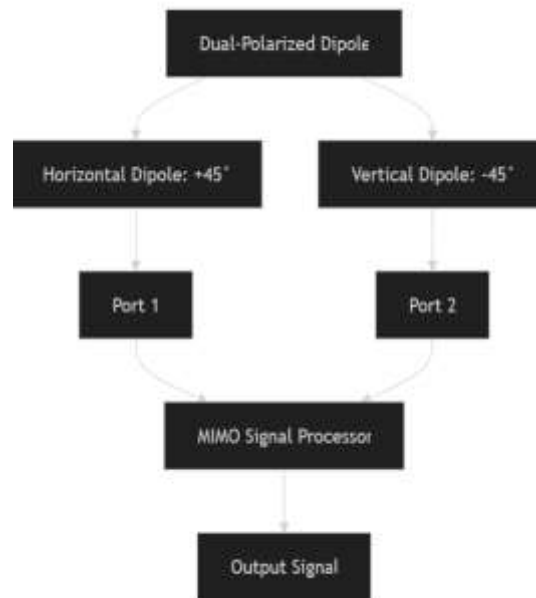 Dual-Polarized Dipole
Horizontal Dipole: +45°
Vertical Dipole: -45°
Port 1
Port 2
MIMO Signal Processor
Output Signal